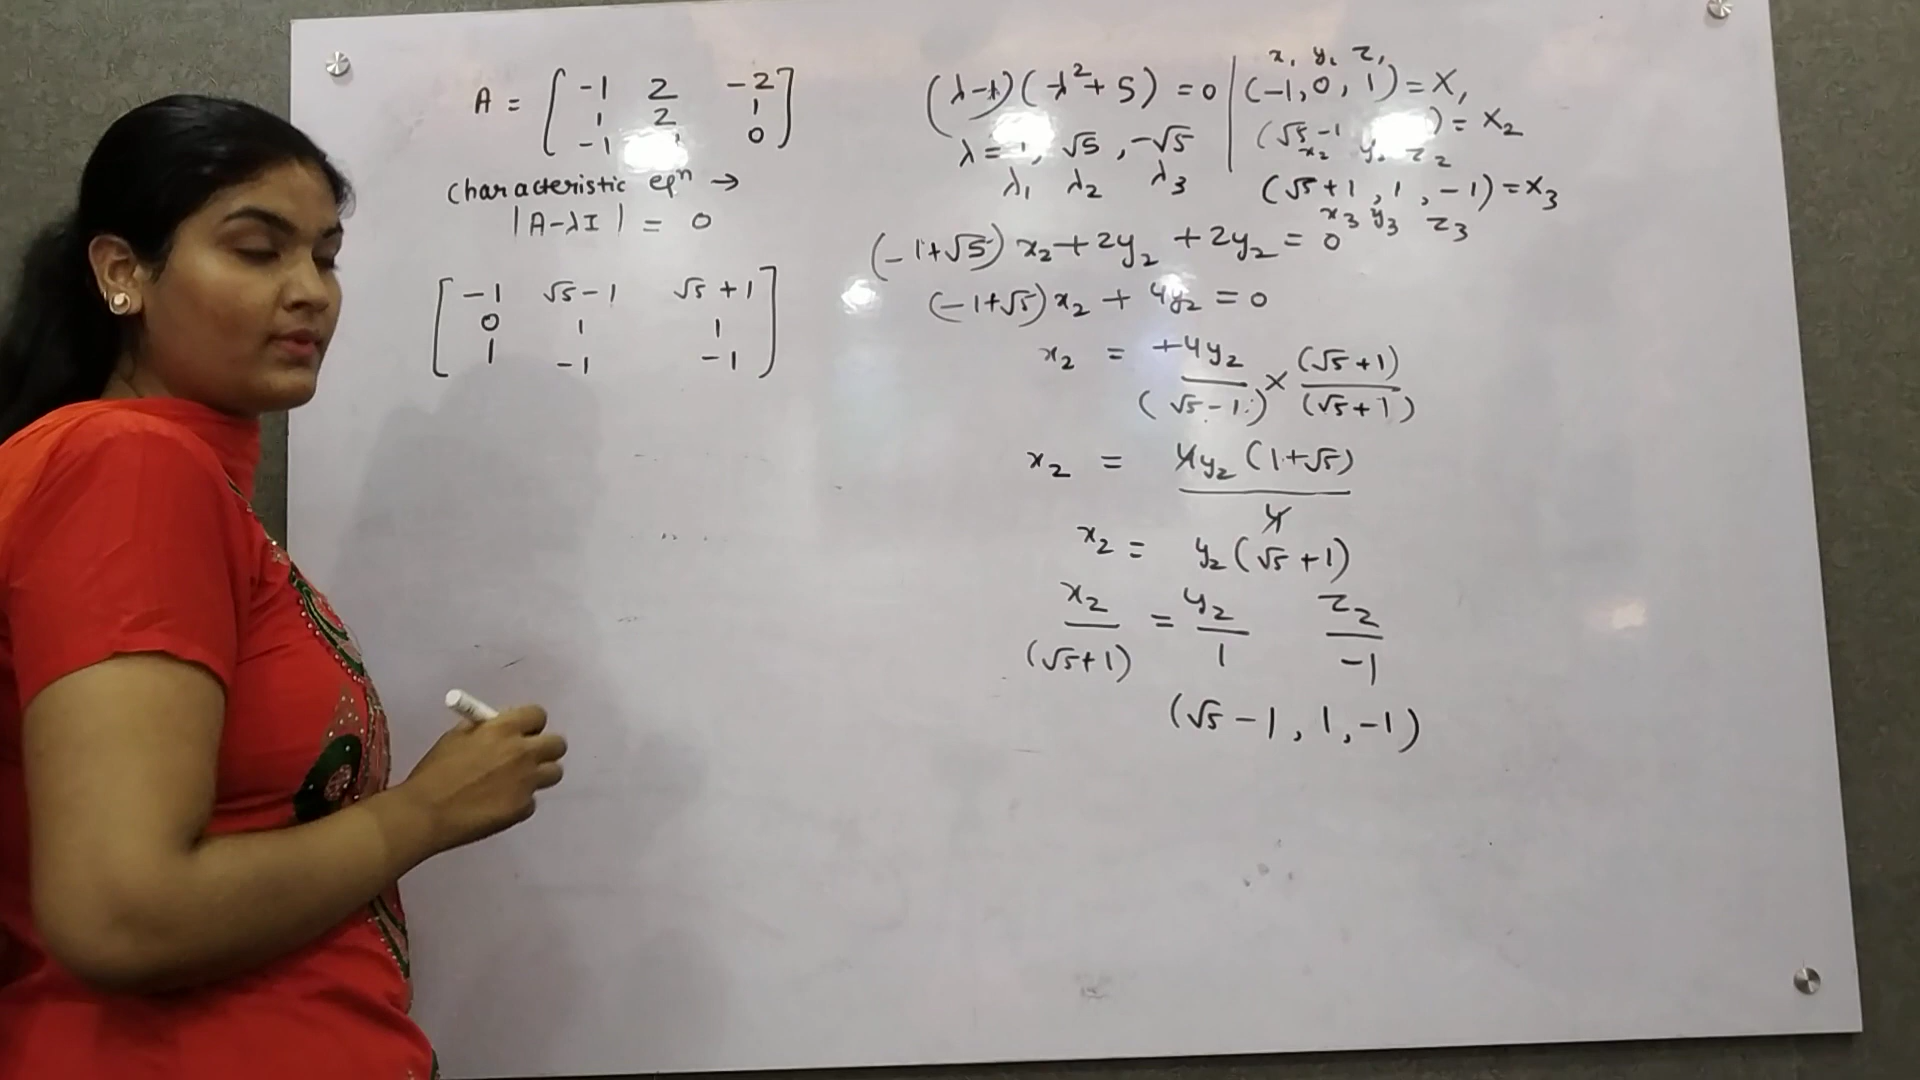 A = [ -1 2 -2
1 2 1
-1 0 ]
Characteristic eqⁿ →
|A-λI| = 0
[ -1 √5-1 √5+1
0 1 1
1 -1 -1 ]
(λ-1)(-λ²+5) = 0
λ = 1, √5, -√5
λ₁ λ₂ λ₃
x₁ y₁ z₁
(-1, 0, 1) = X₁
(√5-1 ) = X₂
x₂ y₂ z₂
(√5+1, 1, -1) = X₃
x₃ y₃ z₃
(-1+√5) x₂ + 2y₂ + 2y₂ = 0
(-1+√5) x₂ + 4y₂ = 0
x₂ = +4y₂/(√5-1) × (√5+1)/(√5+1)
x₂ = 4y₂(1+√5)/4
x₂ = y₂(√5+1)
x₂/(√5+1) = y₂/1 z₂/-1
(√5-1, 1, -1)